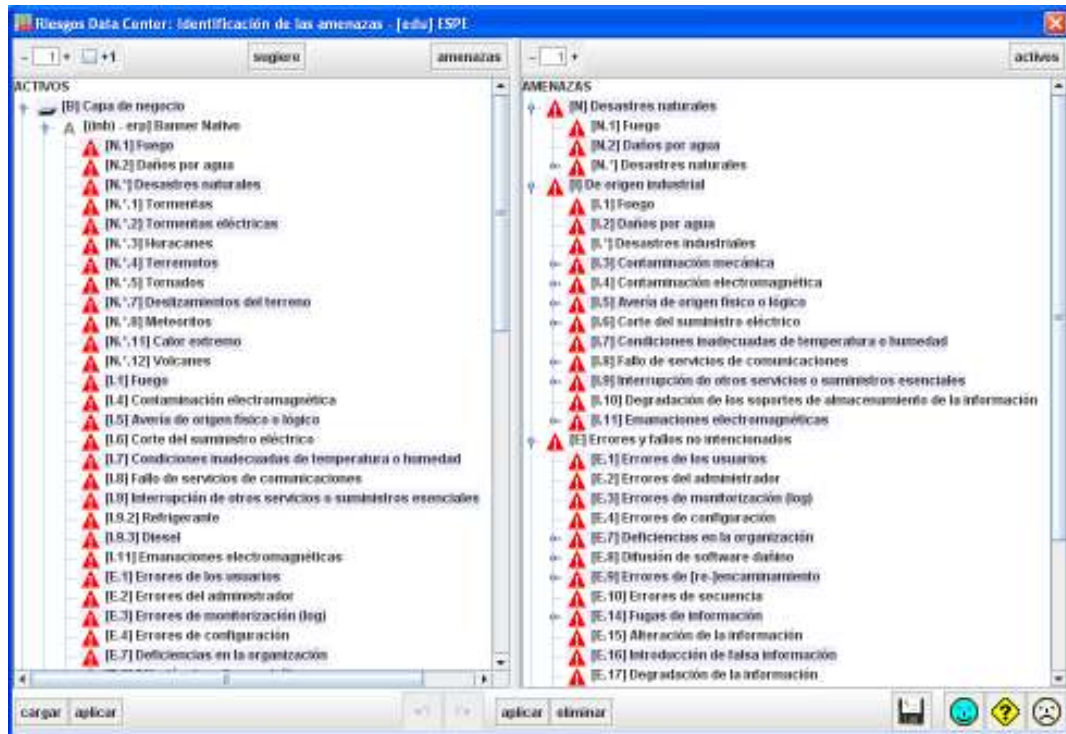 Riesgos Data Center: Identificación de las amenazas - [edu] ESPE
- 1 + +1 sugiere amenazas
ACTIVOS
[B] Capa de negocio
[(inb) - erp] Banner Nativo
[N.1] Fuego
[N.2] Daños por agua
[N.*] Desastres naturales
[N.*.1] Tormentas
[N.*.2] Tormentas eléctricas
[N.*.3] Huracanes
[N.*.4] Terremotos
[N.*.5] Tornados
[N.*.7] Deslizamientos del terreno
[N.*.8] Meteoritos
[N.*.11] Calor extremo
[N.*.12] Volcanes
[I.1] Fuego
[I.4] Contaminación electromagnética
[I.5] Avería de origen físico o lógico
[I.6] Corte del suministro eléctrico
[I.7] Condiciones inadecuadas de temperatura o humedad
[I.8] Fallo de servicios de comunicaciones
[I.9] Interrupción de otros servicios o suministros esenciales
[I.9.2] Refrigerante
[I.9.3] Diesel
[I.11] Emanaciones electromagnéticas
[E.1] Errores de los usuarios
[E.2] Errores del administrador
[E.3] Errores de monitorización (log)
[E.4] Errores de configuración
[E.7] Deficiencias en la organización
- 1 + activos
AMENAZAS
[N] Desastres naturales
[N.1] Fuego
[N.2] Daños por agua
[N.*] Desastres naturales
[I] De origen industrial
[I.1] Fuego
[I.2] Daños por agua
[I.*] Desastres industriales
[I.3] Contaminación mecánica
[I.4] Contaminación electromagnética
[I.5] Avería de origen físico o lógico
[I.6] Corte del suministro eléctrico
[I.7] Condiciones inadecuadas de temperatura o humedad
[I.8] Fallo de servicios de comunicaciones
[I.9] Interrupción de otros servicios o suministros esenciales
[I.10] Degradación de los soportes de almacenamiento de la información
[I.11] Emanaciones electromagnéticas
[E] Errores y fallos no intencionados
[E.1] Errores de los usuarios
[E.2] Errores del administrador
[E.3] Errores de monitorización (log)
[E.4] Errores de configuración
[E.7] Deficiencias en la organización
[E.8] Difusión de software dañino
[E.9] Errores de [re-]encaminamiento
[E.10] Errores de secuencia
[E.14] Fugas de información
[E.15] Alteración de la información
[E.16] Introducción de falsa información
[E.17] Degradación de la información
cargar aplicar aplicar eliminar